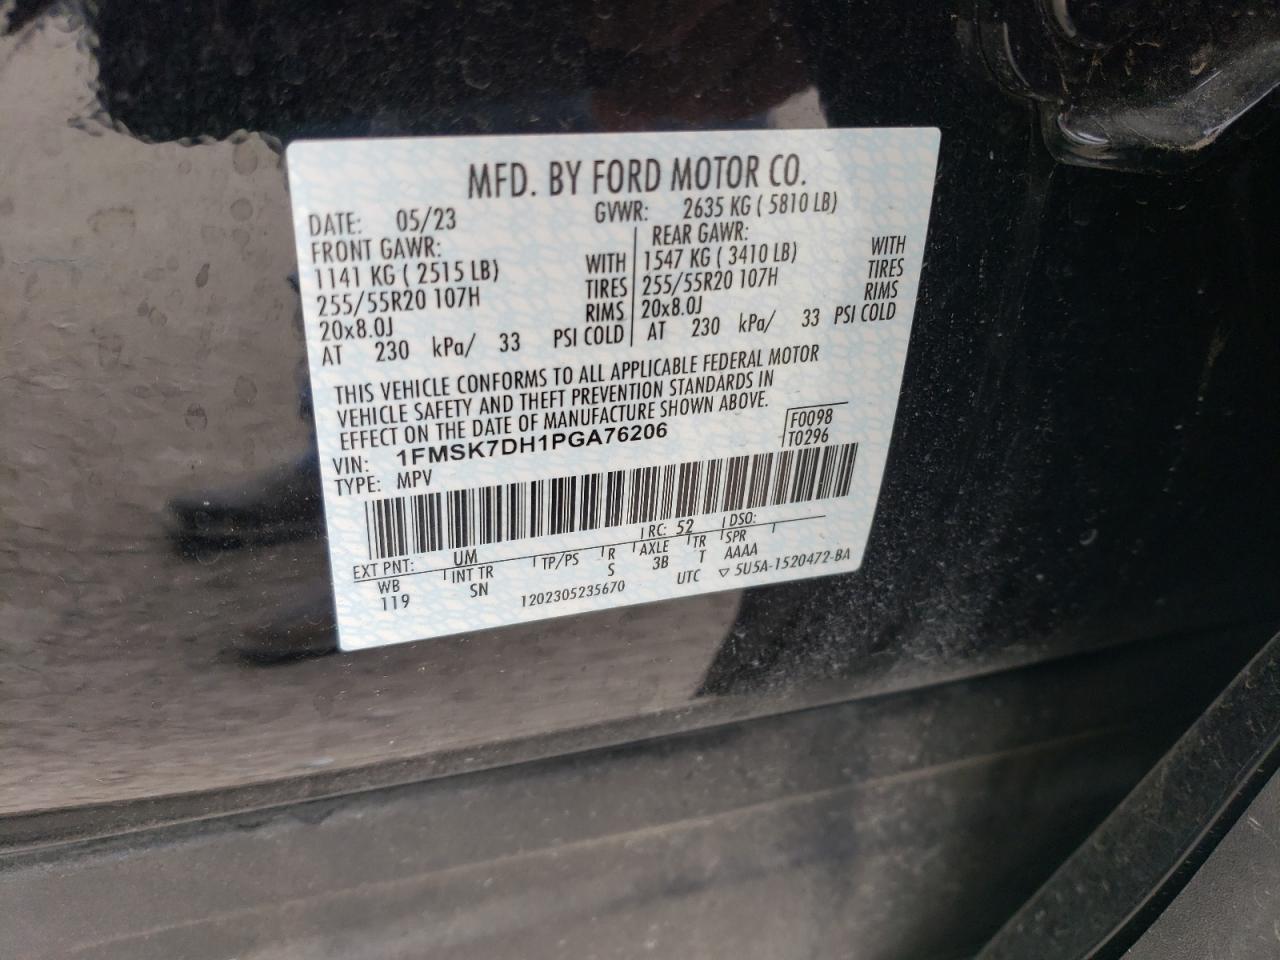 MFD. BY FORD MOTOR CO.
DATE: 05/23 GVWR: 2635 KG ( 5810 LB)
FRONT GAWR: REAR GAWR:
1141 KG ( 2515 LB) WITH 1547 KG ( 3410 LB) WITH
255/55R20 107H TIRES 255/55R20 107H TIRES
20x8.0J RIMS 20x8.0J RIMS
AT 230 kPa/ 33 PSI COLD AT 230 kPa/ 33 PSI COLD
THIS VEHICLE CONFORMS TO ALL APPLICABLE FEDERAL MOTOR
VEHICLE SAFETY AND THEFT PREVENTION STANDARDS IN
EFFECT ON THE DATE OF MANUFACTURE SHOWN ABOVE.
VIN: 1FMSK7DH1PGA76206 F0098
TYPE: MPV T0296
EXT PNT: UM RC: 52 DSO:
WB INT TR TP/PS R AXLE TR SPR
119 SN S 3B T AAAA
1202305235670 UTC ▽ 5U5A-1520472-BA